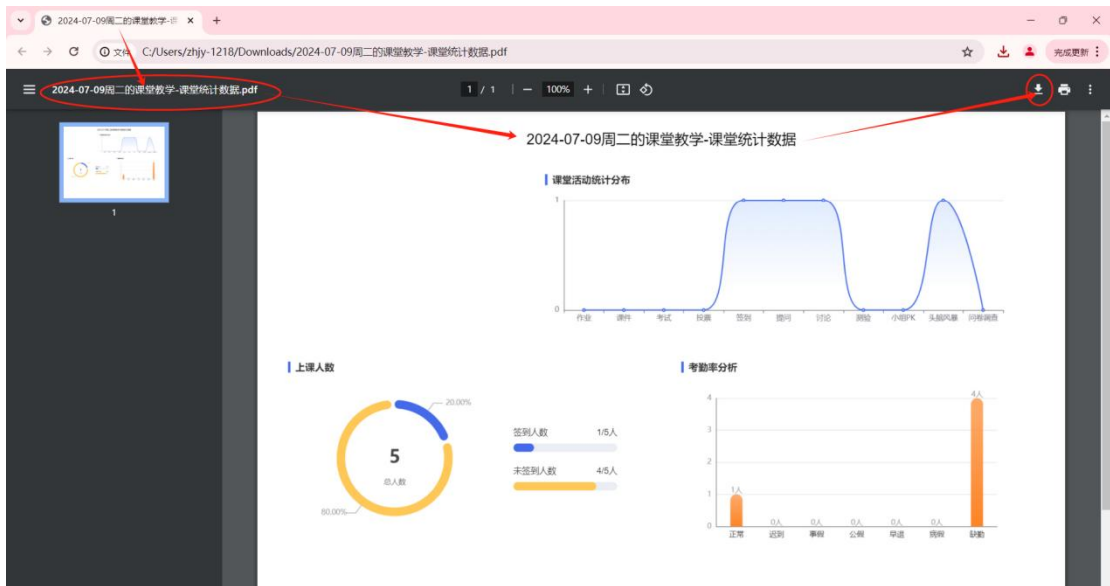 2024-07-09周二的课堂教学-课
C:/Users/zhjy-1218/Downloads/2024-07-09周二的课堂教学-课堂统计数据.pdf
完成更新
2024-07-09周二的课堂教学-课堂统计数据.pdf
1 / 1
100%
1
2024-07-09周二的课堂教学-课堂统计数据
课堂活动统计分布
1
0
作业 课件 考试 投票 签到 提问 讨论 测验 小组PK 头脑风暴 问卷调查
上课人数
20.00%
5
总人数
80.00%
签到人数 1/5人
未签到人数 4/5人
考勤率分析
4
3
2
1
0
1人 0人 0人 0人 0人 0人 4人
正常 迟到 事假 公假 早退 病假 缺勤